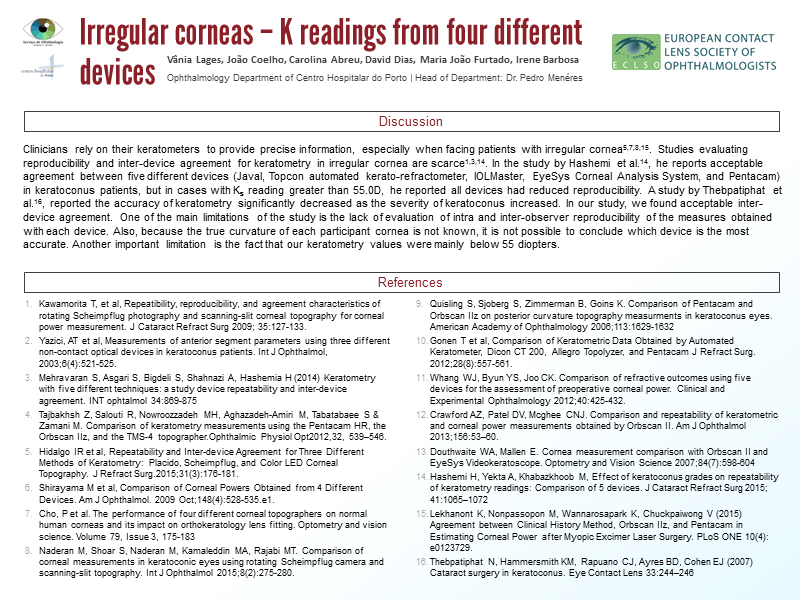 Irregular corneas – K readings from four different
devices
Vânia Lages, João Coelho, Carolina Abreu, David Dias, Maria João Furtado, Irene Barbosa
Ophthalmology Department of Centro Hospitalar do Porto | Head of Department: Dr. Pedro Menéres
Serviço de Oftalmologia
centro hospitalar
do Porto
ECLSO
EUROPEAN CONTACT
LENS SOCIETY OF
OPHTHALMOLOGISTS
Discussion
Clinicians rely on their keratometers to provide precise information, especially when facing patients with irregular cornea5,7,8,15. Studies evaluating
reproducibility and inter-device agreement for keratometry in irregular cornea are scarce1,3,14. In the study by Hashemi et al.14, he reports acceptable
agreement between five different devices (Javal, Topcon automated kerato-refractometer, IOLMaster, EyeSys Corneal Analysis System, and Pentacam)
in keratoconus patients, but in cases with Ks reading greater than 55.0D, he reported all devices had reduced reproducibility. A study by Thebpatiphat et
al.16, reported the accuracy of keratometry significantly decreased as the severity of keratoconus increased. In our study, we found acceptable inter-
device agreement. One of the main limitations of the study is the lack of evaluation of intra and inter-observer reproducibility of the measures obtained
with each device. Also, because the true curvature of each participant cornea is not known, it is not possible to conclude which device is the most
accurate. Another important limitation is the fact that our keratometry values were mainly below 55 diopters.
References
1. Kawamorita T, et al, Repeatibility, reproducibility, and agreement characteristics of
rotating Scheimpflug photography and scanning-slit corneal topography for corneal
power measurement. J Cataract Refract Surg 2009; 35:127-133.
2. Yazici, AT et al, Measurements of anterior segment parameters using three different
non-contact optical devices in keratoconus patients. Int J Ophthalmol,
2003;6(4):521-525.
3. Mehravaran S, Asgari S, Bigdeli S, Shahnazi A, Hashemia H (2014) Keratometry
with five different techniques: a study device repeatability and inter-device
agreement. INT ophtalmol 34:869-875
4. Tajbakhsh Z, Salouti R, Nowroozzadeh MH, Aghazadeh-Amiri M, Tabatabaee S &
Zamani M. Comparison of keratometry measurements using the Pentacam HR, the
Orbscan IIz, and the TMS-4 topographer.Ophthalmic Physiol Opt2012,32, 539–546.
5. Hidalgo IR et al, Repeatability and Inter-device Agreement for Three Different
Methods of Keratometry: Placido, Scheimpflug, and Color LED Corneal
Topography. J Refract Surg.2015;31(3):176-181.
6. Shirayama M et al, Comparison of Corneal Powers Obtained from 4 Different
Devices. Am J Ophthalmol. 2009 Oct;148(4):528-535.e1.
7. Cho, P et al. The performance of four different corneal topographers on normal
human corneas and its impact on orthokeratology lens fitting. Optometry and vision
science. Volume 79, Issue 3, 175-183
8. Naderan M, Shoar S, Naderan M, Kamaleddin MA, Rajabi MT. Comparison of
corneal measurements in keratoconic eyes using rotating Scheimpflug camera and
scanning-slit topography. Int J Ophthalmol 2015;8(2):275-280.
9. Quisling S, Sjoberg S, Zimmerman B, Goins K. Comparison of Pentacam and
Orbscan IIz on posterior curvature topography measurments in keratoconus eyes.
American Academy of Ophthalmology 2006;113:1629-1632
10. Gonen T et al, Comparison of Keratometric Data Obtained by Automated
Keratometer, Dicon CT 200, Allegro Topolyzer, and Pentacam J Refract Surg.
2012;28(8):557-561.
11. Whang WJ, Byun YS, Joo CK. Comparison of refractive outcomes using five
devices for the assessment of preoperative corneal power. Clinical and
Experimental Ophthalmology 2012;40:425-432.
12. Crawford AZ, Patel DV, Mcghee CNJ. Comparison and repeatability of keratometric
and corneal power measurements obtained by Orbscan II. Am J Ophthalmol
2013;156:53–60.
13. Douthwaite WA, Mallen E. Cornea measurement comparison with Orbscan II and
EyeSys Videokeratoscope. Optometry and Vision Science 2007;84(7):598-604
14. Hashemi H, Yekta A, Khabazkhoob M, Effect of keratoconus grades on repeatability
of keratometry readings: Comparison of 5 devices. J Cataract Refract Surg 2015;
41:1065–1072
15. Lekhanont K, Nonpassopon M, Wannarosapark K, Chuckpaiwong V (2015)
Agreement between Clinical History Method, Orbscan IIz, and Pentacam in
Estimating Corneal Power after Myopic Excimer Laser Surgery. PLoS ONE 10(4):
e0123729.
16. Thebpatiphat N, Hammersmith KM, Rapuano CJ, Ayres BD, Cohen EJ (2007)
Cataract surgery in keratoconus. Eye Contact Lens 33:244–246